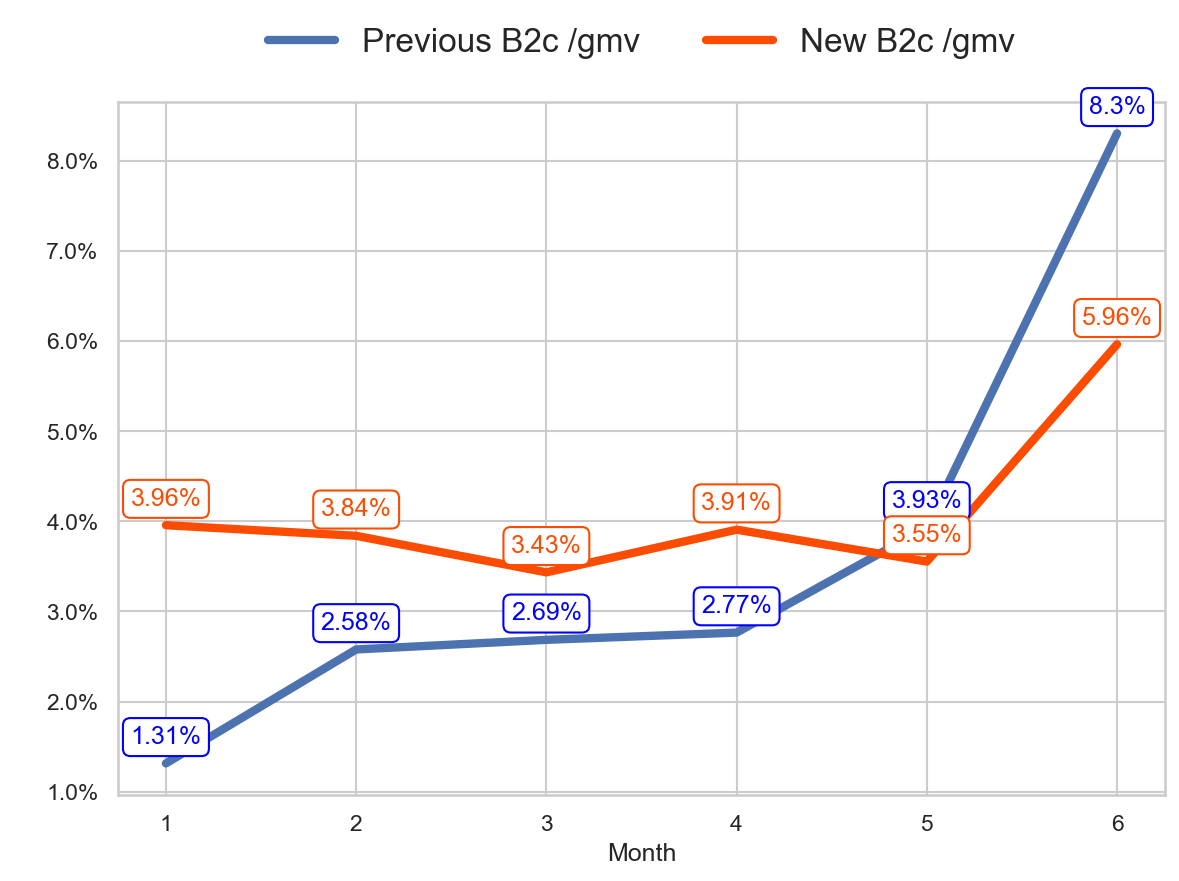 Previous B2c /gmv New B2c /gmv
8.3%
8.0%
7.0%
5.96%
6.0%
5.0%
3.96% 3.84% 3.43% 3.91% 3.93%
4.0%
3.55%
3.0%
2.58% 2.69% 2.77%
2.0%
1.31%
1.0%
1 2 3 4 5 6
Month